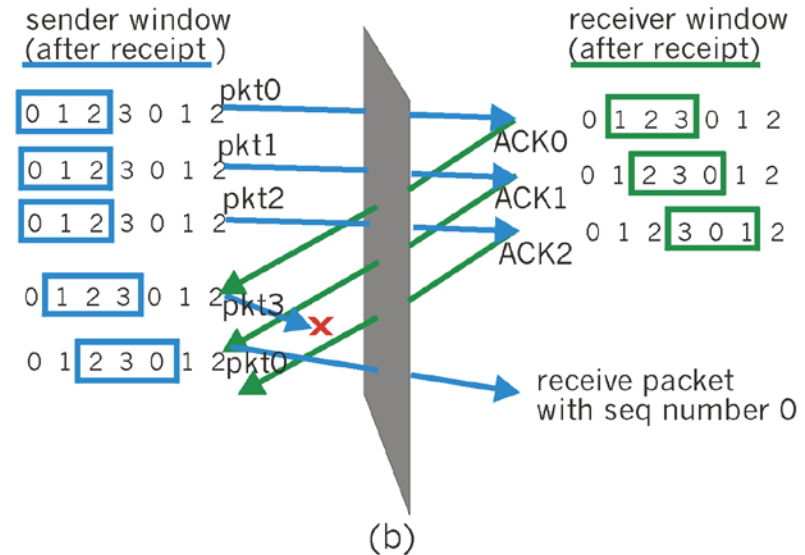 sender window
(after receipt )
receiver window
(after receipt)
0 1 2 3 0 1 2
pkt0
ACK0
0 1 2 3 0 1 2
0 1 2 3 0 1 2
pkt1
ACK1
0 1 2 3 0 1 2
0 1 2 3 0 1 2
pkt2
ACK2
0 1 2 3 0 1 2
0 1 2 3 0 1 2
pkt3
x
0 1 2 3 0 1 2
pkt0
receive packet
with seq number 0
(b)